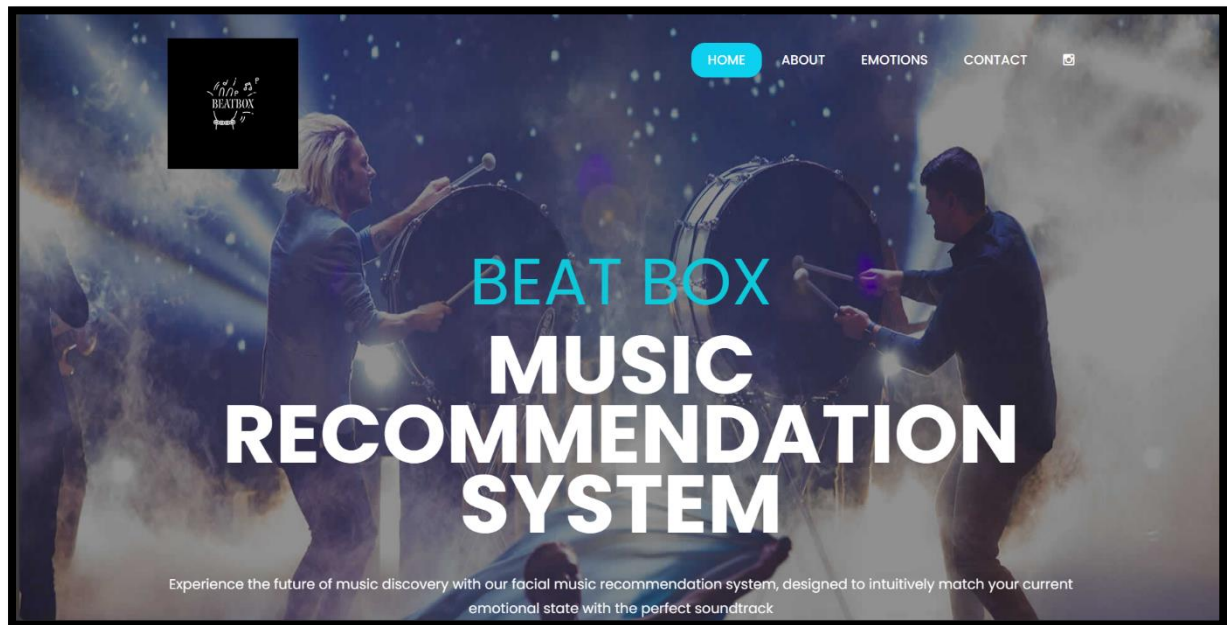 BEATBOX
HOME ABOUT EMOTIONS CONTACT
BEAT BOX
MUSIC
RECOMMENDATION
SYSTEM
Experience the future of music discovery with our facial music recommendation system, designed to intuitively match your current
emotional state with the perfect soundtrack